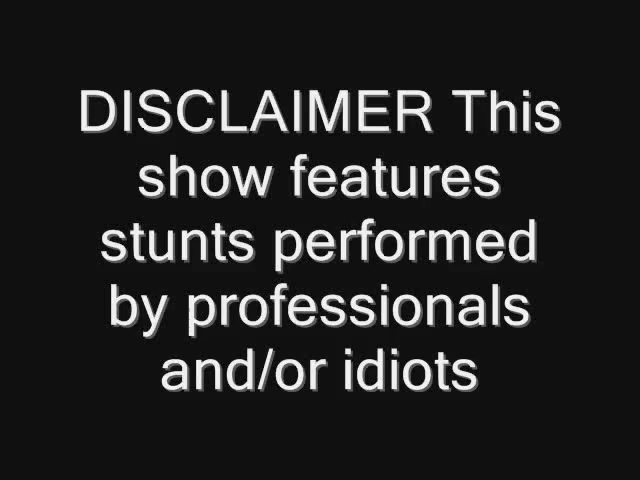 DISCLAIMER This
show features
stunts performed
by professionals
and/or idiots